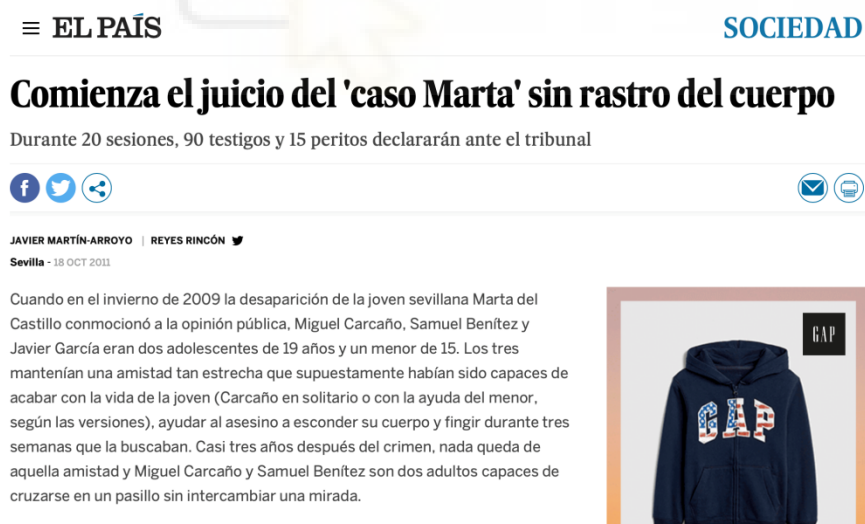 EL PAÍS
SOCIEDAD
Comienza el juicio del 'caso Marta' sin rastro del cuerpo
Durante 20 sesiones, 90 testigos y 15 peritos declararán ante el tribunal
JAVIER MARTÍN-ARROYO | REYES RINCÓN
Sevilla - 18 OCT 2011
Cuando en el invierno de 2009 la desaparición de la joven sevillana Marta del
Castillo conmocionó a la opinión pública, Miguel Carcaño, Samuel Benítez y
Javier García eran dos adolescentes de 19 años y un menor de 15. Los tres
mantenían una amistad tan estrecha que supuestamente habían sido capaces de
acabar con la vida de la joven (Carcaño en solitario o con la ayuda del menor,
según las versiones), ayudar al asesino a esconder su cuerpo y fingir durante tres
semanas que la buscaban. Casi tres años después del crimen, nada queda de
aquella amistad y Miguel Carcaño y Samuel Benítez son dos adultos capaces de
cruzarse en un pasillo sin intercambiar una mirada.
GAP
GAP